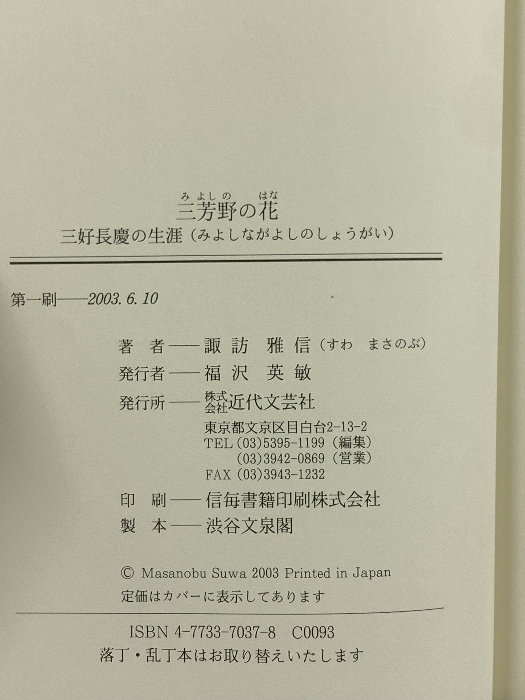 みよしの はな
三芳野の花
三好長慶の生涯（みよしながよしのしょうがい）
第一刷──2003. 6. 10
著　者──諏訪　雅信（すわ　まさのぶ）
発行者──福沢　英敏
発行所──株式会社近代文芸社
東京都文京区目白台2-13-2
TEL (03)5395-1199（編集）
(03)3942-0869（営業）
FAX (03)3943-1232
印　刷──信毎書籍印刷株式会社
製　本──渋谷文泉閣
© Masanobu Suwa 2003 Printed in Japan
定価はカバーに表示してあります
ISBN 4-7733-7037-8　C0093
落丁・乱丁本はお取り替えいたします